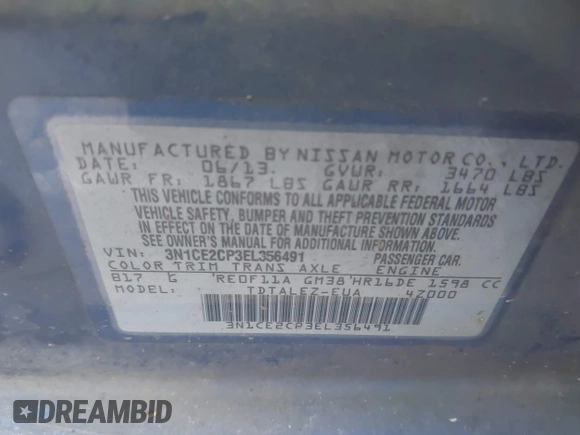 MANUFACTURED BY NISSAN MOTOR CO., LTD.
DATE: 06/13. GVWR: 3470 LBS
GAWR FR: 1867 LBS GAWR RR: 1664 LBS
THIS VEHICLE CONFORMS TO ALL APPLICABLE FEDERAL MOTOR
VEHICLE SAFETY, BUMPER AND THEFT PREVENTION STANDARDS
IN EFFECT ON THE DATE OF MANUFACTURE SHOWN ABOVE.
SEE OWNER'S MANUAL FOR ADDITIONAL INFORMATION.
VIN: 3N1CE2CP3EL356491 PASSENGER CAR.
COLOR TRIM TRANS AXLE ENGINE
B17 G RE0F11A GM38 HR16DE 1598 CC
MODEL: TDTALEZ-EUA 4Z000
3N1CE2CP3EL356491
DREAMBID